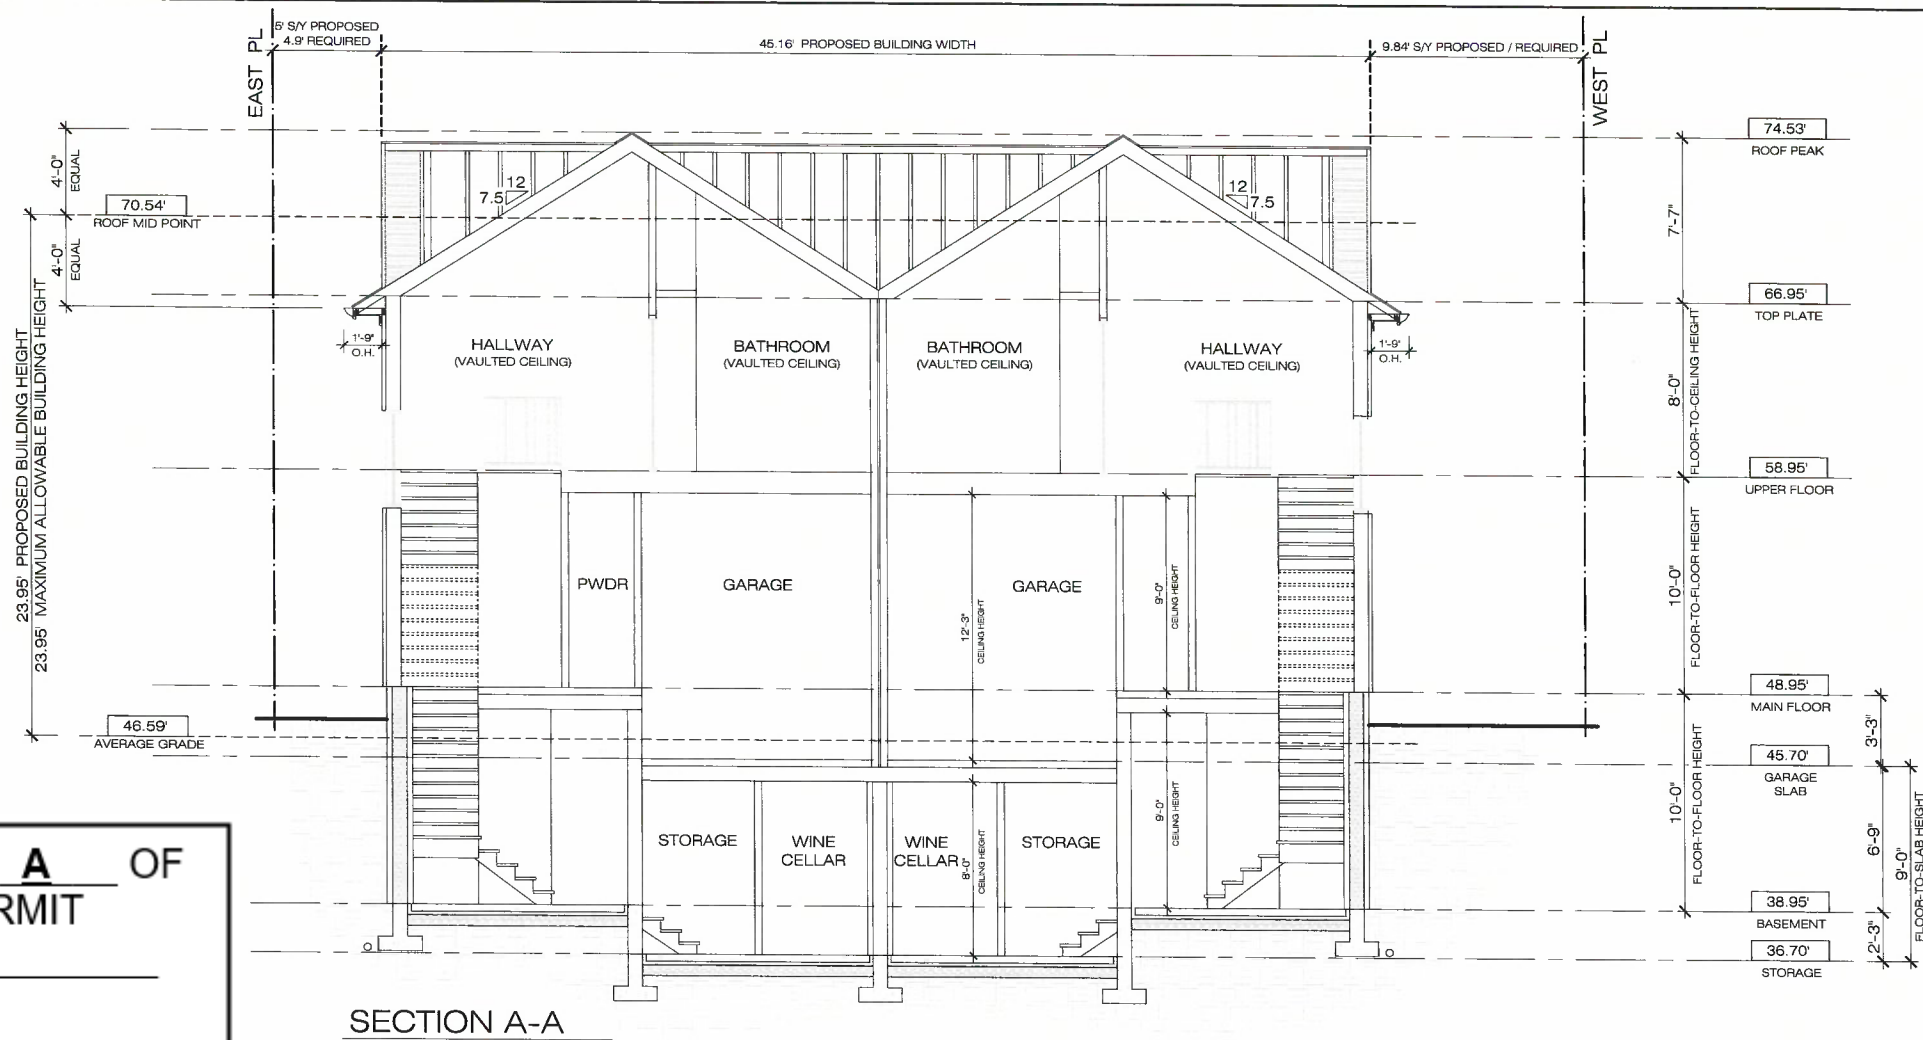 5' S/Y PROPOSED
4.9' REQUIRED
45.16' PROPOSED BUILDING WIDTH
9.84' S/Y PROPOSED / REQUIRED
EAST PL
WEST PL
4'-0"
EQUAL
4'-0"
EQUAL
70.54'
ROOF MID POINT
12
7.5
12
7.5
74.53'
ROOF PEAK
7'-7"
66.95'
TOP PLATE
1'-9"
O.H.
1'-9"
O.H.
HALLWAY
(VAULTED CEILING)
BATHROOM
(VAULTED CEILING)
BATHROOM
(VAULTED CEILING)
HALLWAY
(VAULTED CEILING)
23.95' PROPOSED BUILDING HEIGHT
23.95' MAXIMUM ALLOWABLE BUILDING HEIGHT
8'-0"
FLOOR-TO-CEILING HEIGHT
58.95'
UPPER FLOOR
PWDR
GARAGE
GARAGE
12'-3"
CEILING HEIGHT
9'-0"
CEILING HEIGHT
10'-0"
FLOOR-TO-FLOOR HEIGHT
48.95'
MAIN FLOOR
46.59'
AVERAGE GRADE
3'-3"
45.70'
GARAGE
SLAB
10'-0"
FLOOR-TO-FLOOR HEIGHT
9'-0"
CEILING HEIGHT
STORAGE
WINE
CELLAR
WINE
CELLAR
8'-0"
CEILING HEIGHT
STORAGE
6'-9"
9'-0"
FLOOR-TO-SLAB HEIGHT
38.95'
BASEMENT
2'-3"
36.70'
STORAGE
A OF
RMIT
SECTION A-A